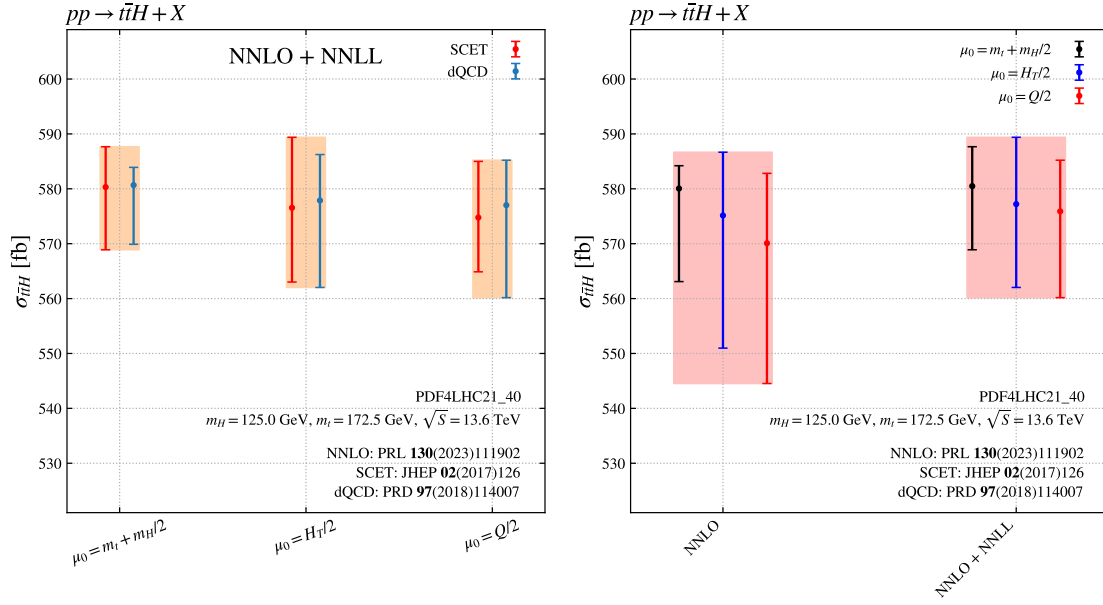 pp → tt̄H + X
NNLO + NNLL
SCET
dQCD
600
590
580
570
560
550
540
530
σ_{tt̄H} [fb]
PDF4LHC21_40
m_H = 125.0 GeV, m_t = 172.5 GeV, √S = 13.6 TeV
NNLO: PRL 130(2023)111902
SCET: JHEP 02(2017)126
dQCD: PRD 97(2018)114007
μ_0 = m_t + m_H/2
μ_0 = H_T/2
μ_0 = Q/2
pp → tt̄H + X
μ_0 = m_t + m_H/2
μ_0 = H_T/2
μ_0 = Q/2
600
590
580
570
560
550
540
530
σ_{tt̄H} [fb]
PDF4LHC21_40
m_H = 125.0 GeV, m_t = 172.5 GeV, √S = 13.6 TeV
NNLO: PRL 130(2023)111902
SCET: JHEP 02(2017)126
dQCD: PRD 97(2018)114007
NNLO
NNLO + NNLL